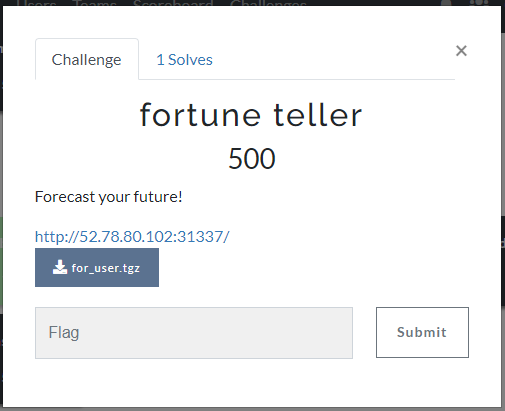 Users Teams Scoreboard Challenges
Challenge
1 Solves
×
fortune teller
500
Forecast your future!
http://52.78.80.102:31337/
for_user.tgz
Flag
Submit